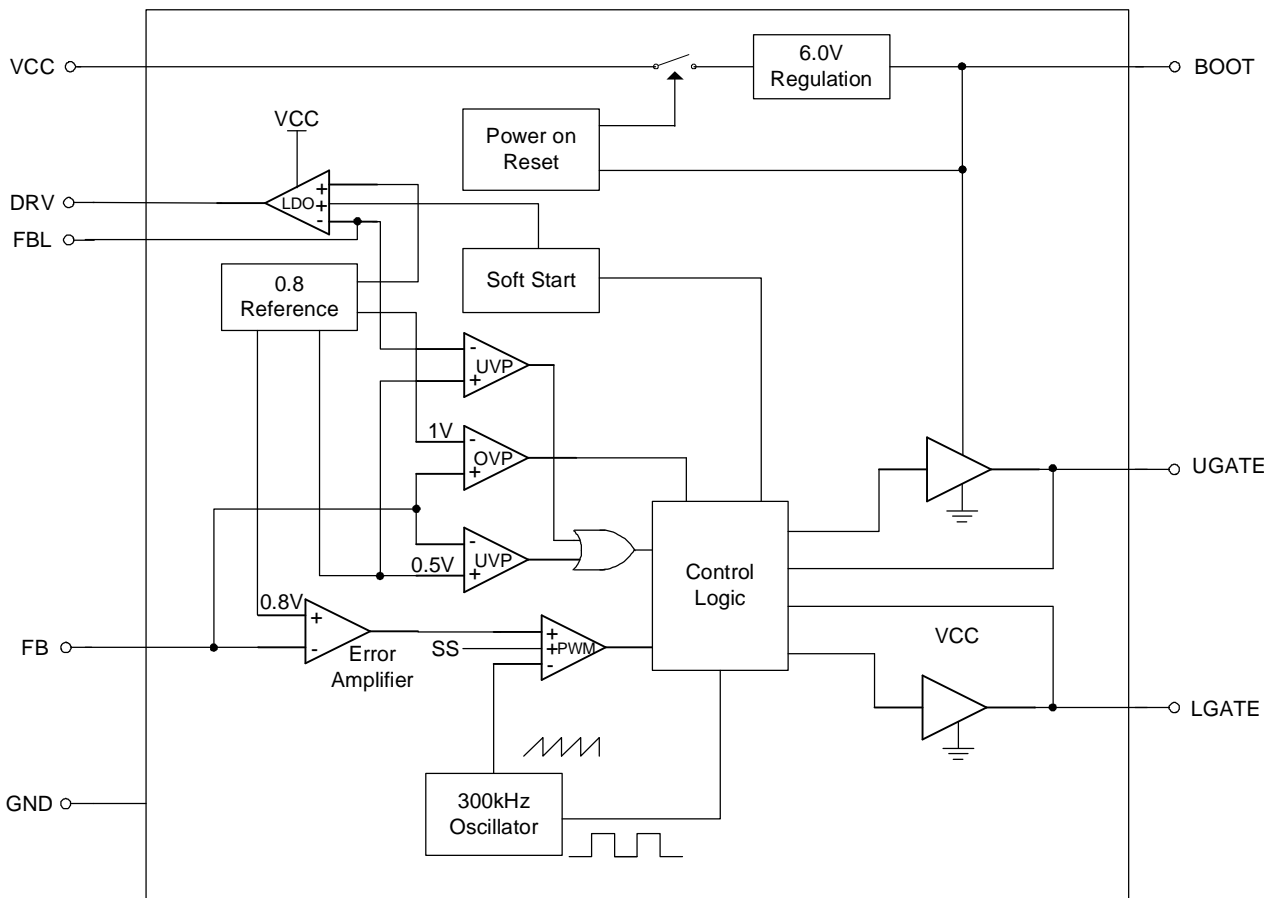 VCC
6.0V
Regulation
BOOT
Power on
Reset
VCC
DRV
+
LDO
+
-
FBL
0.8
Reference
Soft Start
-
UVP
+
1V
-
OVP
+
UGATE
-
UVP
0.5V
+
Control
Logic
0.8V
+
-
FB
Error
Amplifier
SS
+
+
PWM
-
VCC
LGATE
GND
300kHz
Oscillator